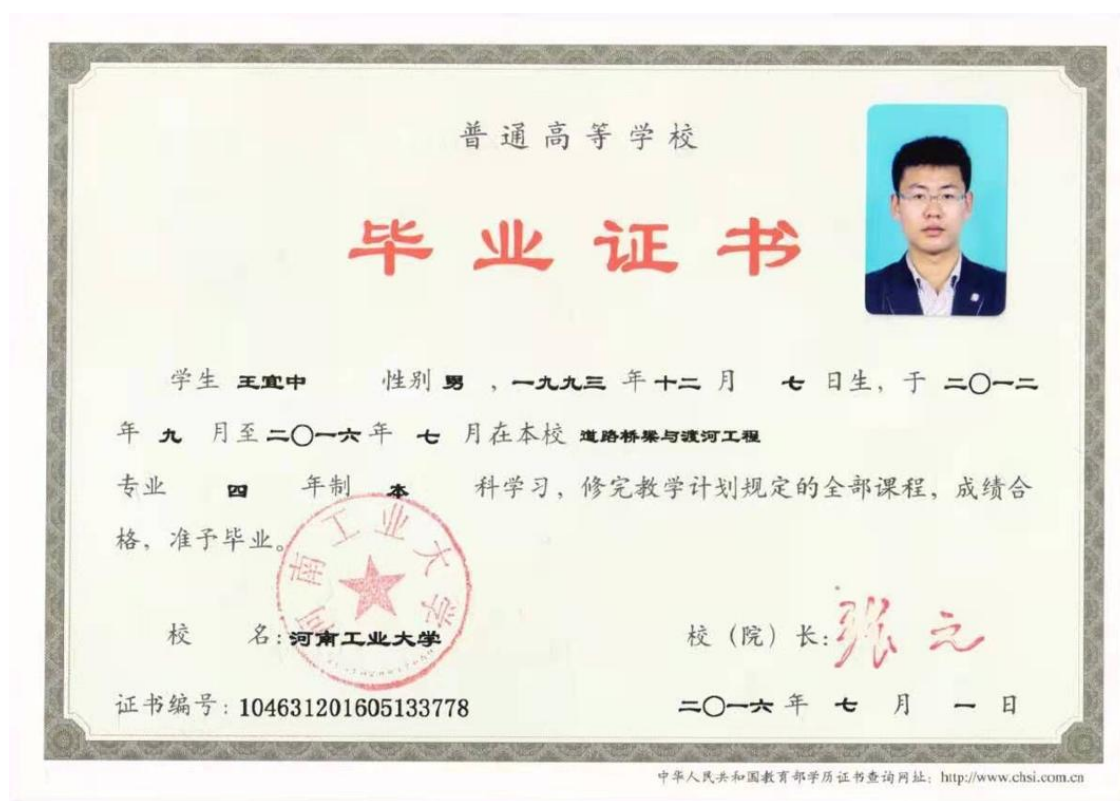 普通高等学校
毕业证书
学生 王宜中 性别 男 ，一九九三 年 十二 月 七 日生，于 二〇一二
年 九 月至 二〇一六 年 七 月在本校 道路桥梁与渡河工程
专业 四 年制 本 科学习，修完教学计划规定的全部课程，成绩合
格，准予毕业。
河南工业大学
校 名：河南工业大学
校（院）长：张元
证书编号：104631201605133778
二〇一六 年 七 月 一 日
中华人民共和国教育部学历证书查询网址：http://www.chsi.com.cn